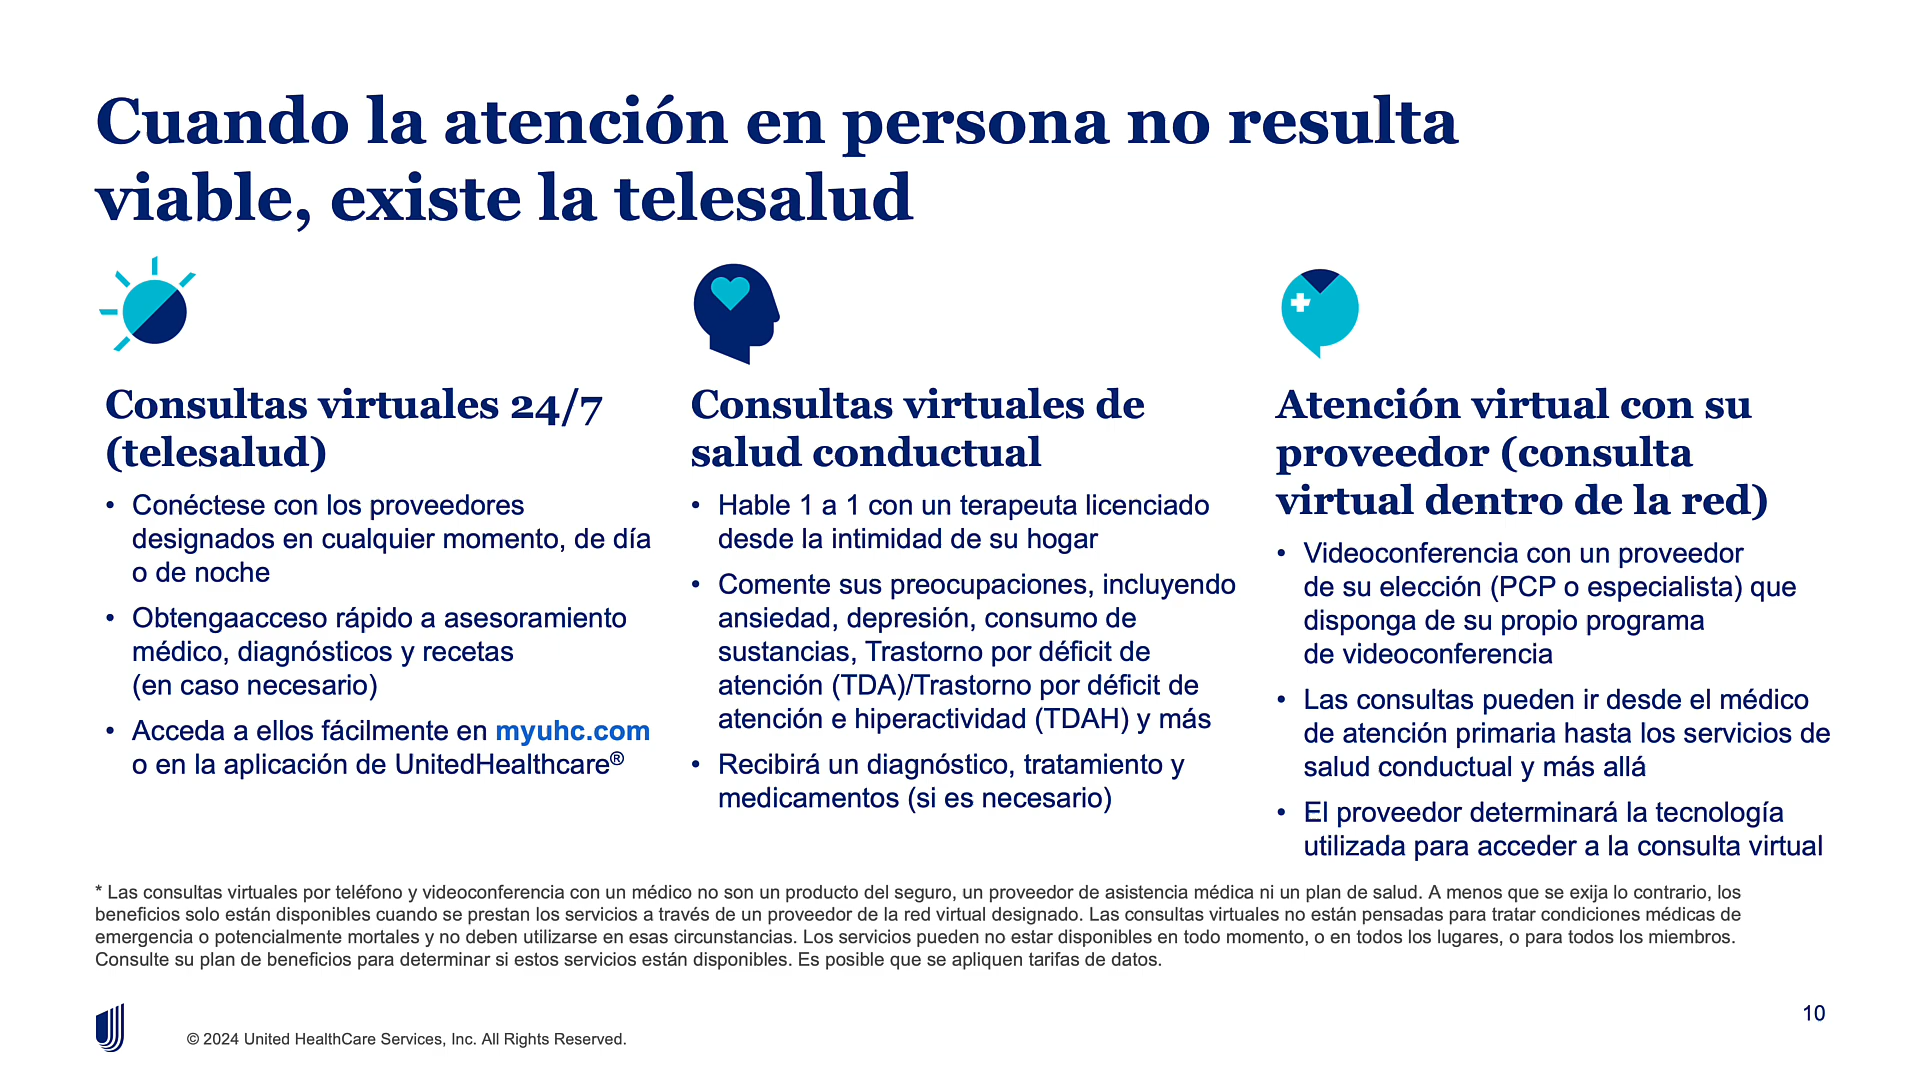 Cuando la atención en persona no resulta
viable, existe la telesalud
Consultas virtuales 24/7
(telesalud)
• Conéctese con los proveedores
designados en cualquier momento, de día
o de noche
• Obtengaacceso rápido a asesoramiento
médico, diagnósticos y recetas
(en caso necesario)
• Acceda a ellos fácilmente en myuhc.com
o en la aplicación de UnitedHealthcare®
Consultas virtuales de
salud conductual
• Hable 1 a 1 con un terapeuta licenciado
desde la intimidad de su hogar
• Comente sus preocupaciones, incluyendo
ansiedad, depresión, consumo de
sustancias, Trastorno por déficit de
atención (TDA)/Trastorno por déficit de
atención e hiperactividad (TDAH) y más
• Recibirá un diagnóstico, tratamiento y
medicamentos (si es necesario)
Atención virtual con su
proveedor (consulta
virtual dentro de la red)
• Videoconferencia con un proveedor
de su elección (PCP o especialista) que
disponga de su propio programa
de videoconferencia
• Las consultas pueden ir desde el médico
de atención primaria hasta los servicios de
salud conductual y más allá
• El proveedor determinará la tecnología
utilizada para acceder a la consulta virtual
* Las consultas virtuales por teléfono y videoconferencia con un médico no son un producto del seguro, un proveedor de asistencia médica ni un plan de salud. A menos que se exija lo contrario, los
beneficios solo están disponibles cuando se prestan los servicios a través de un proveedor de la red virtual designado. Las consultas virtuales no están pensadas para tratar condiciones médicas de
emergencia o potencialmente mortales y no deben utilizarse en esas circunstancias. Los servicios pueden no estar disponibles en todo momento, o en todos los lugares, o para todos los miembros.
Consulte su plan de beneficios para determinar si estos servicios están disponibles. Es posible que se apliquen tarifas de datos.
© 2024 United HealthCare Services, Inc. All Rights Reserved.
10